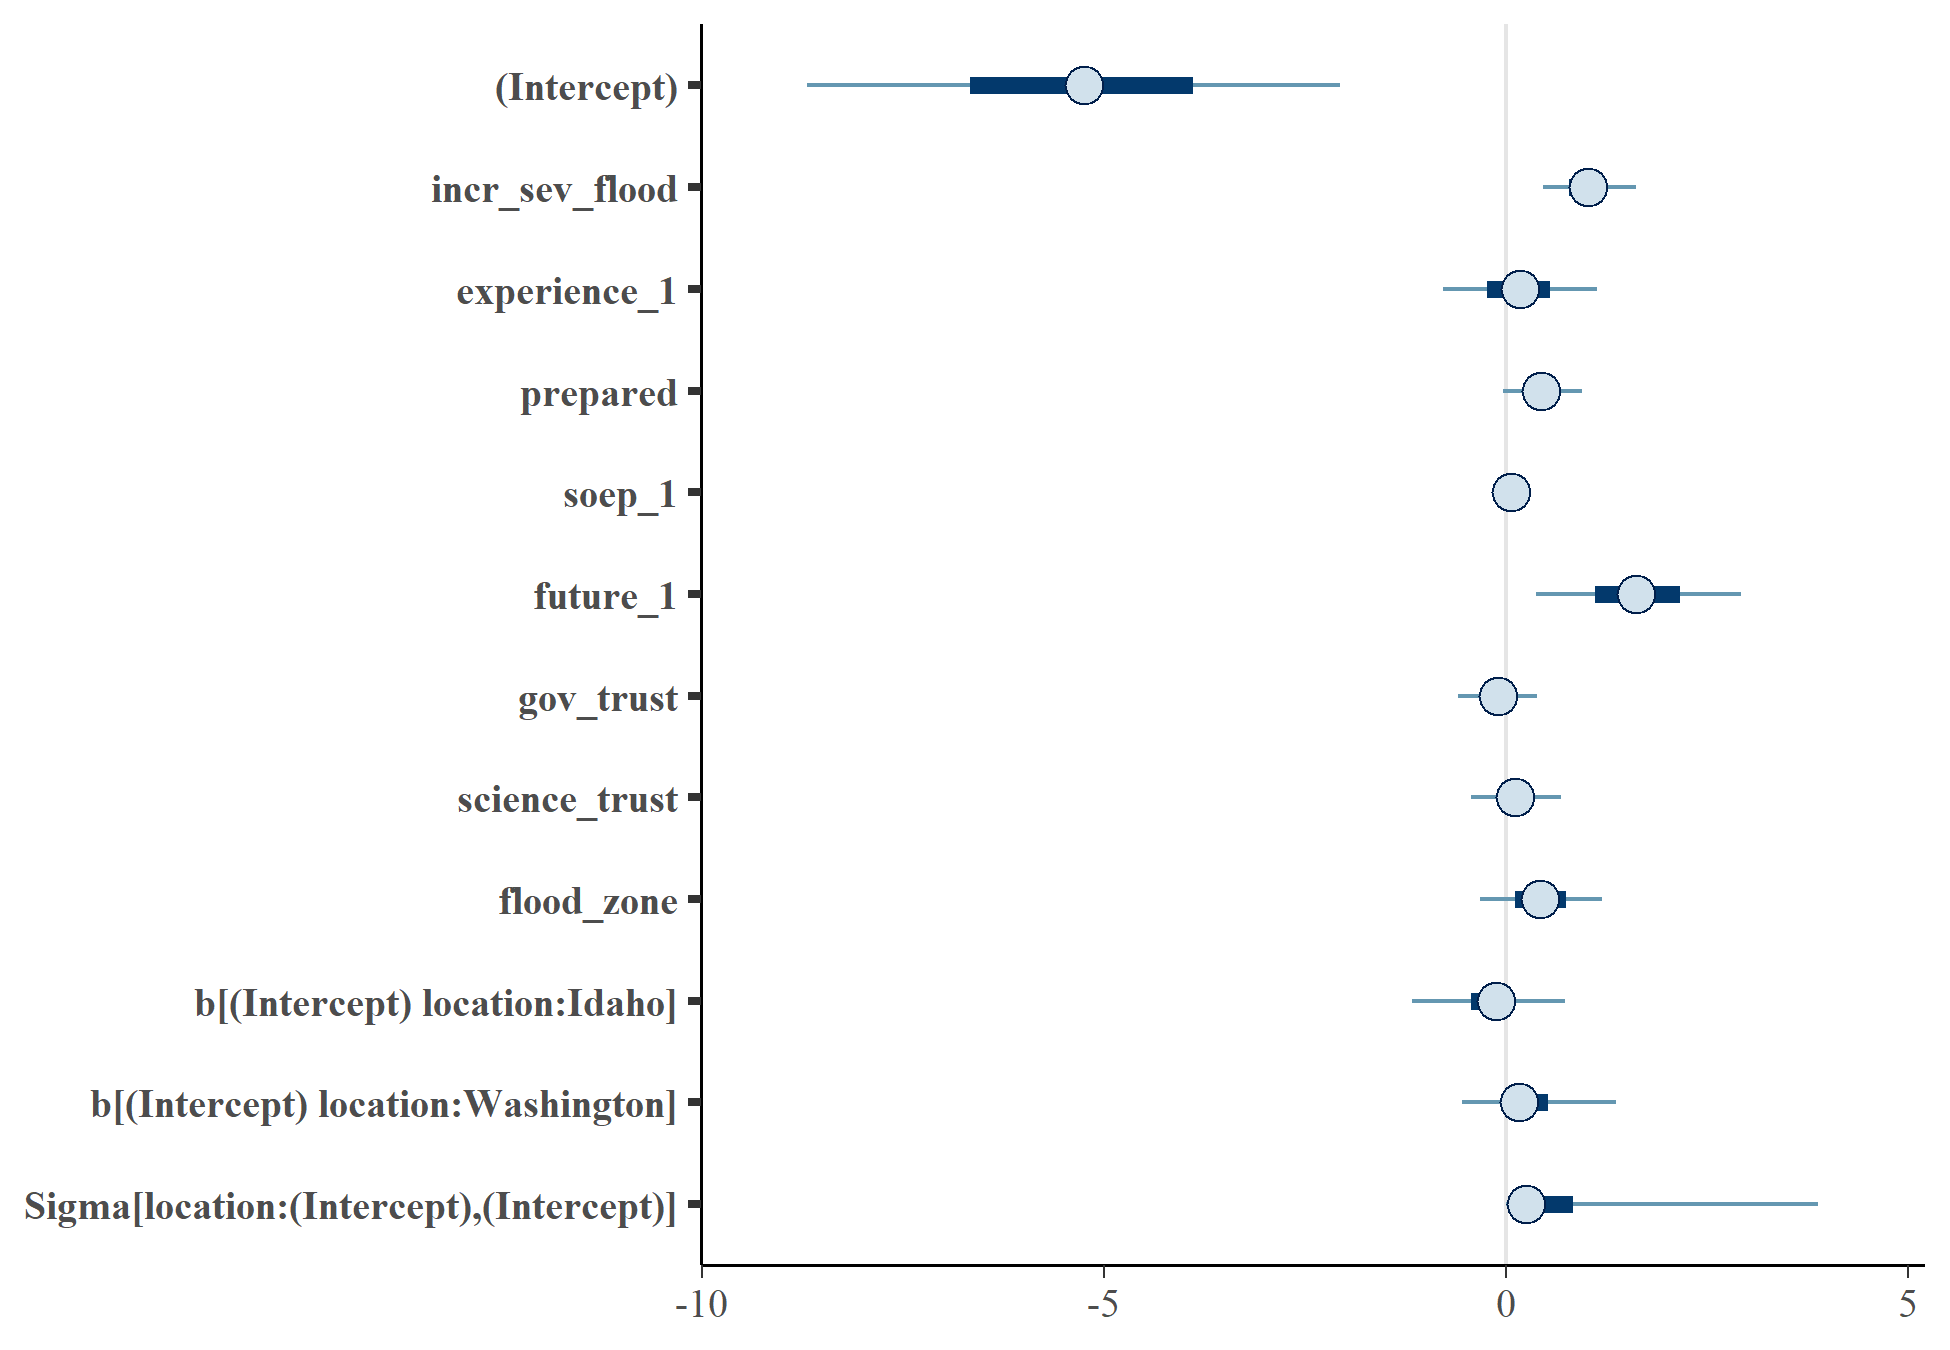 (Intercept)
incr_sev_flood
experience_1
prepared
soep_1
future_1
gov_trust
science_trust
flood_zone
b[(Intercept) location:Idaho]
b[(Intercept) location:Washington]
Sigma[location:(Intercept),(Intercept)]
-10 -5 0 5